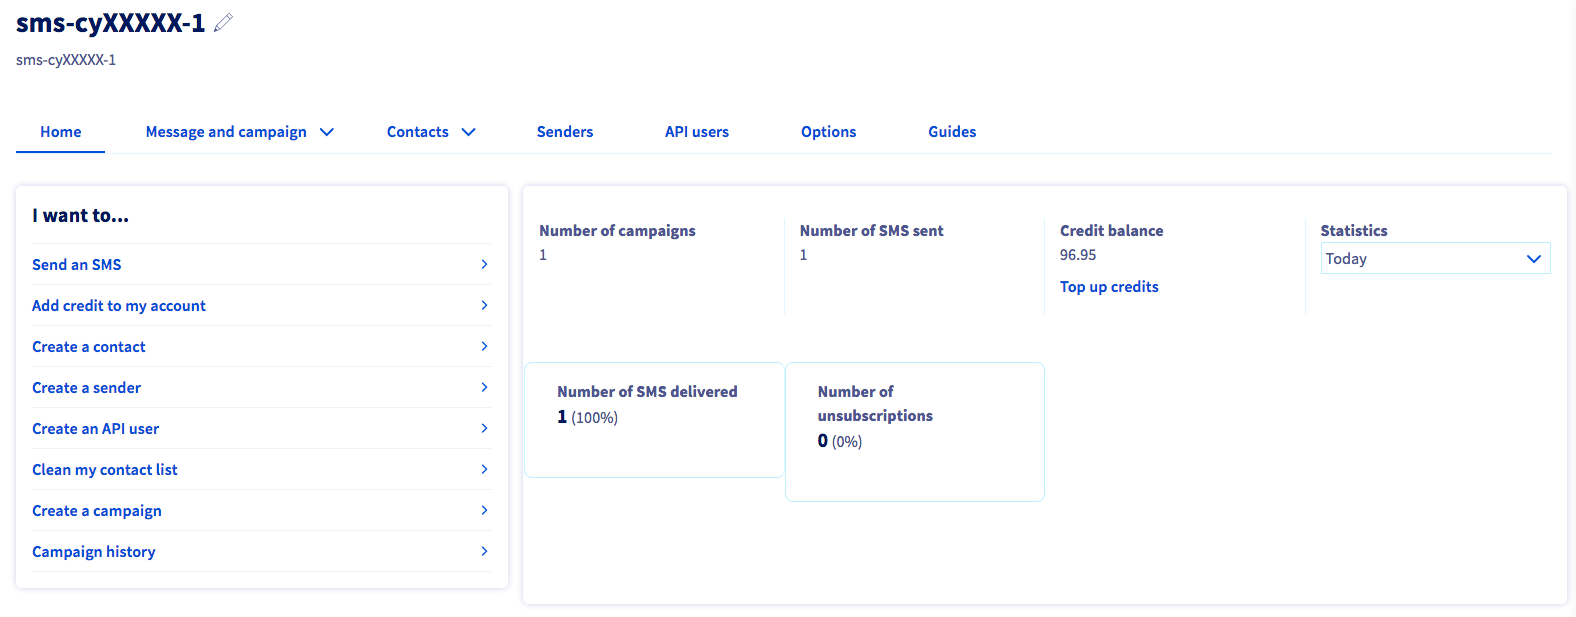 sms-cyXXXXX-1
sms-cyXXXXX-1
Home Message and campaign Contacts Senders API users Options Guides
I want to...
Send an SMS
Add credit to my account
Create a contact
Create a sender
Create an API user
Clean my contact list
Create a campaign
Campaign history
Number of campaigns
1
Number of SMS sent
1
Credit balance
96.95
Top up credits
Statistics
Today
Number of SMS delivered
1 (100%)
Number of
unsubscriptions
0 (0%)